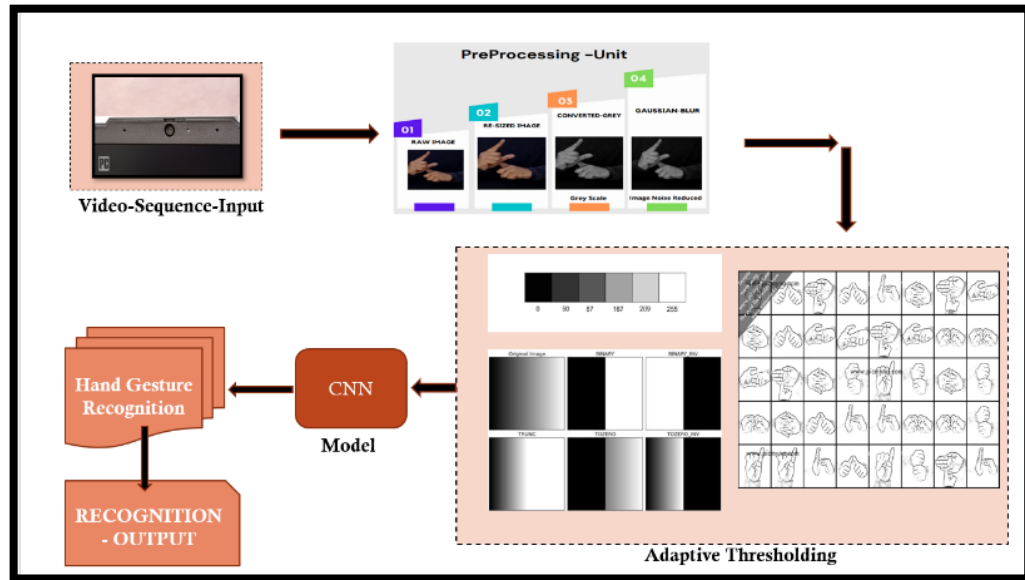 PreProcessing -Unit
01
RAW IMAGE
02
RE-SIZED IMAGE
03
CONVERTED-GREY
Grey Scale
04
GAUSSIAN-BLUR
Image Noise Reduced
PC
Video-Sequence-Input
0
87
209
255
Original Image
BINARY
BINARY_INV
TRUNC
TOZERO
TOZERO_INV
Adaptive Thresholding
CNN
Model
Hand Gesture
Recognition
RECOGNITION
- OUTPUT